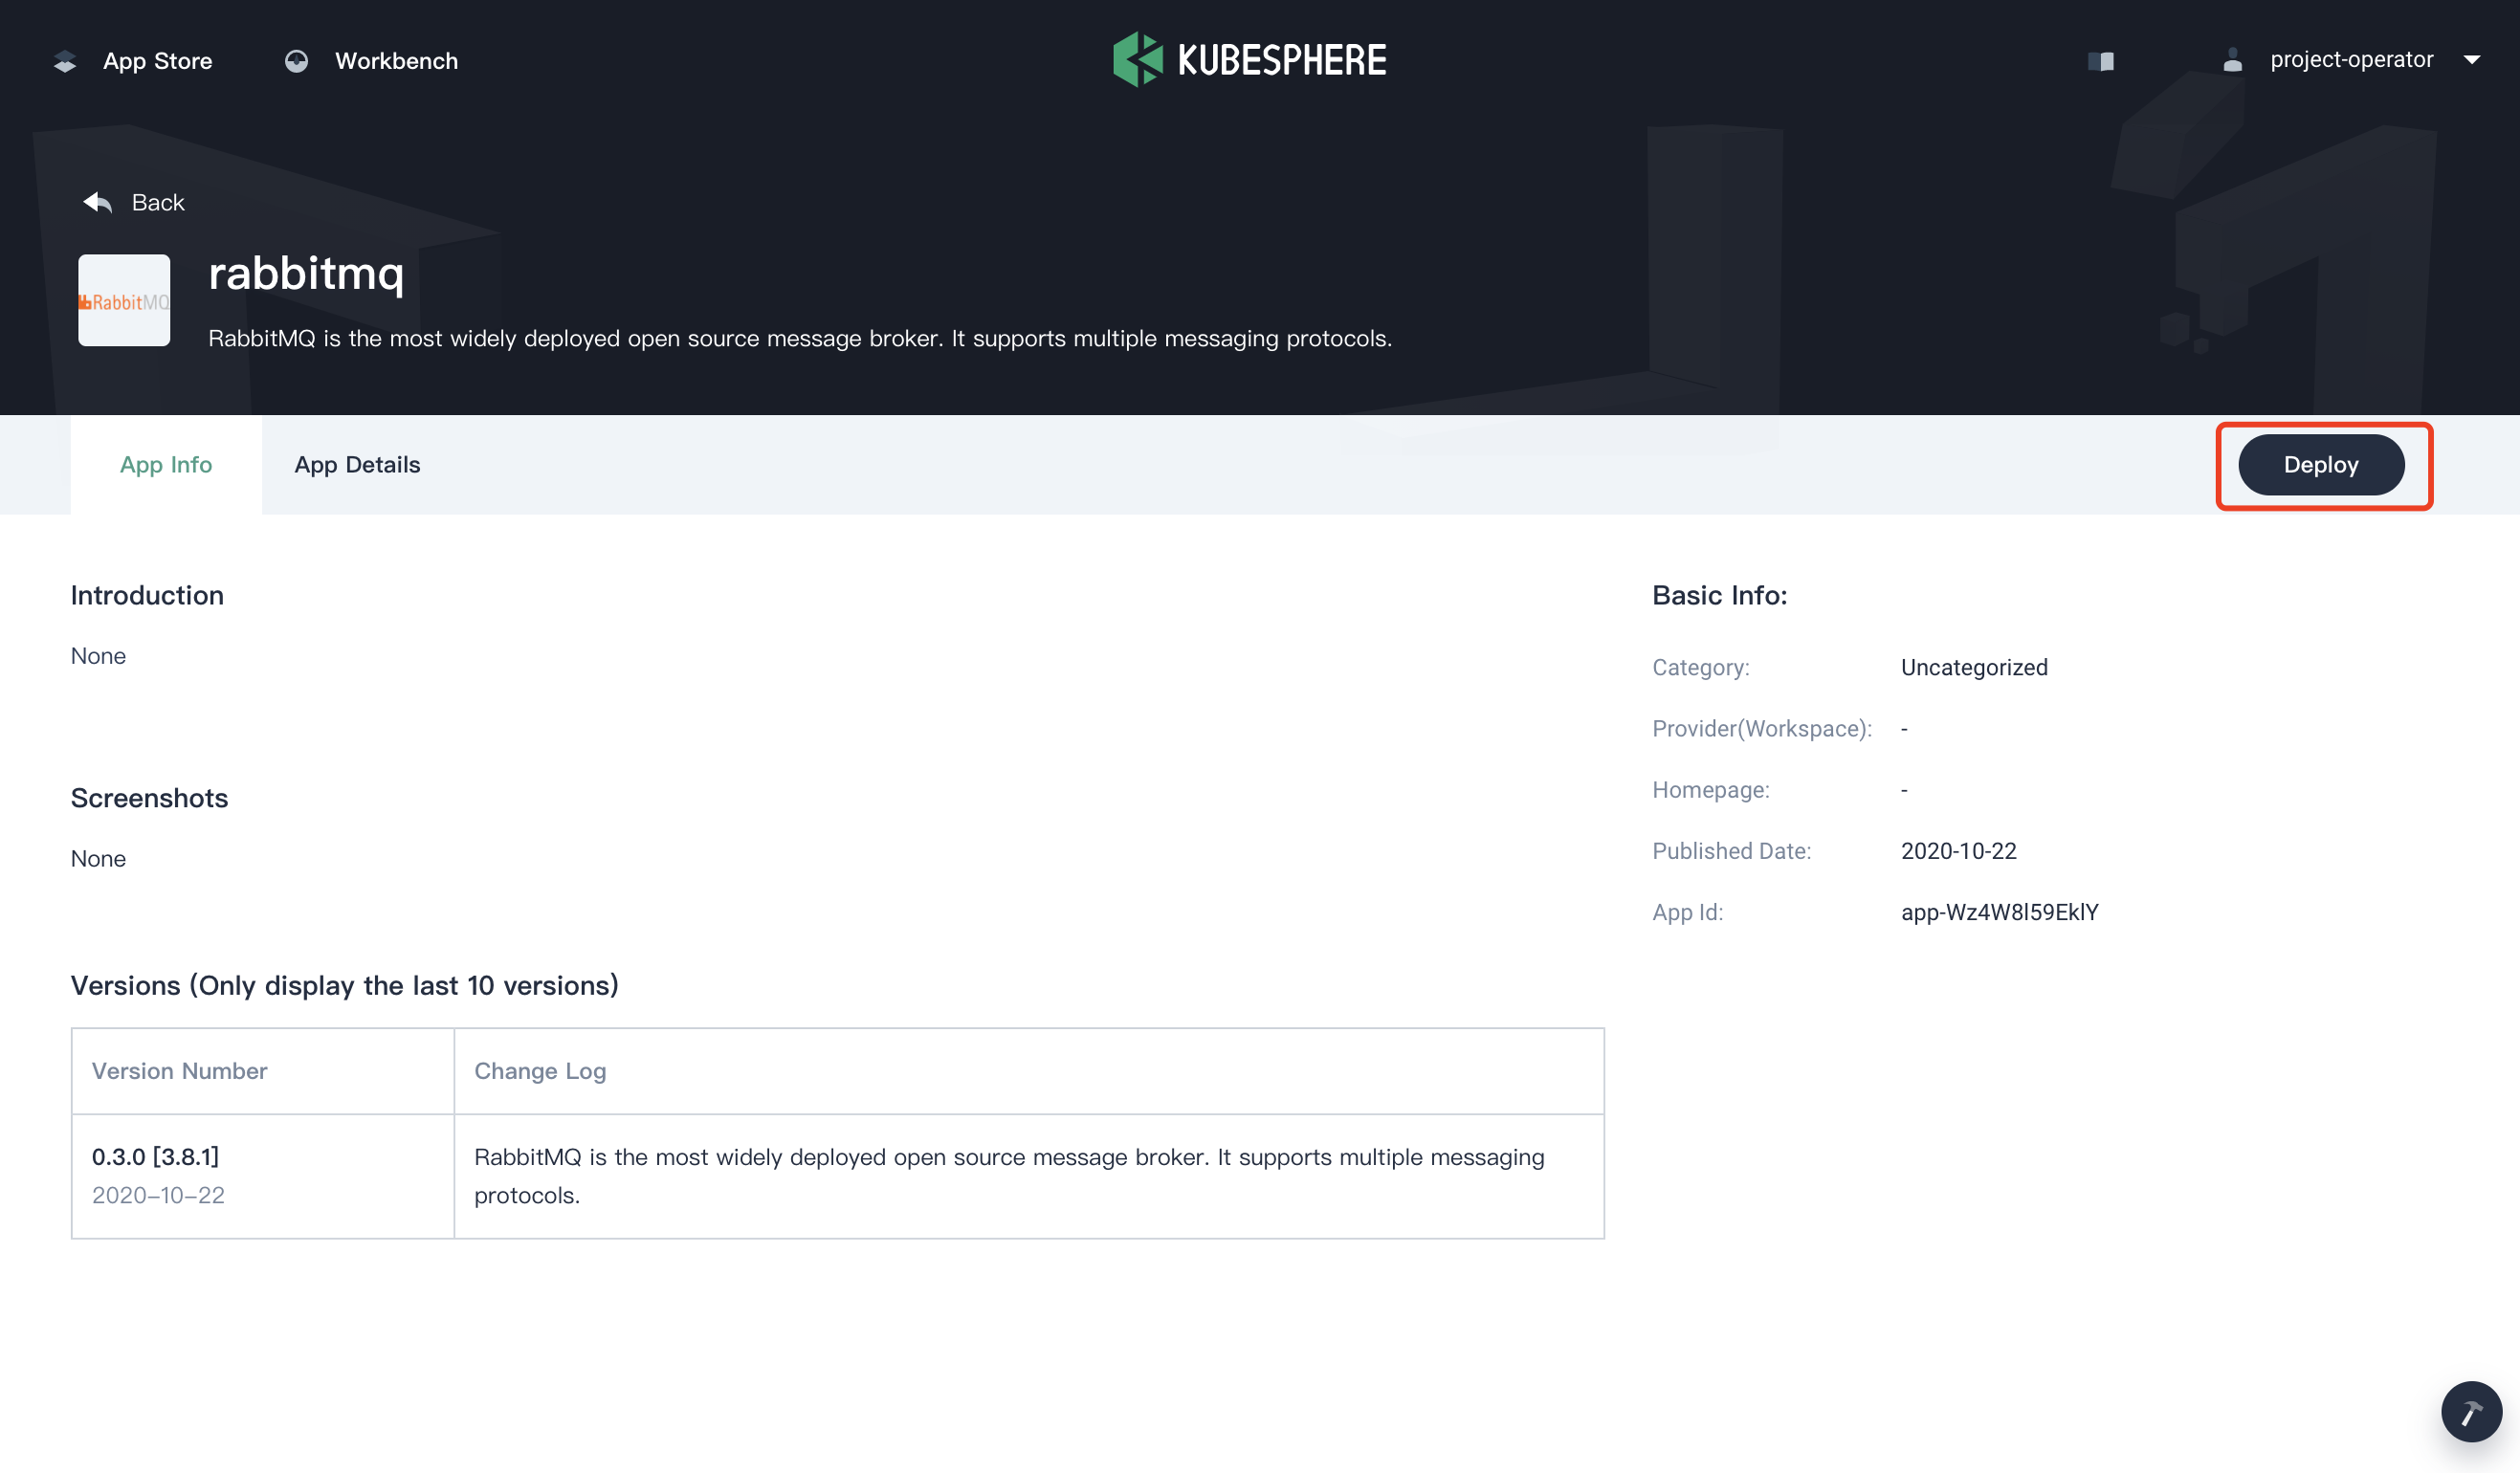 App Store
Workbench
KUBESPHERE
project-operator
Back
RabbitMQ
rabbitmq
RabbitMQ is the most widely deployed open source message broker. It supports multiple messaging protocols.
App Info
App Details
Deploy
Introduction
None
Screenshots
None
Versions (Only display the last 10 versions)
Version Number
Change Log
0.3.0 [3.8.1]
2020-10-22
RabbitMQ is the most widely deployed open source message broker. It supports multiple messaging
protocols.
Basic Info:
Category:
Uncategorized
Provider(Workspace):
-
Homepage:
-
Published Date:
2020-10-22
App Id:
app-Wz4W8l59EklY